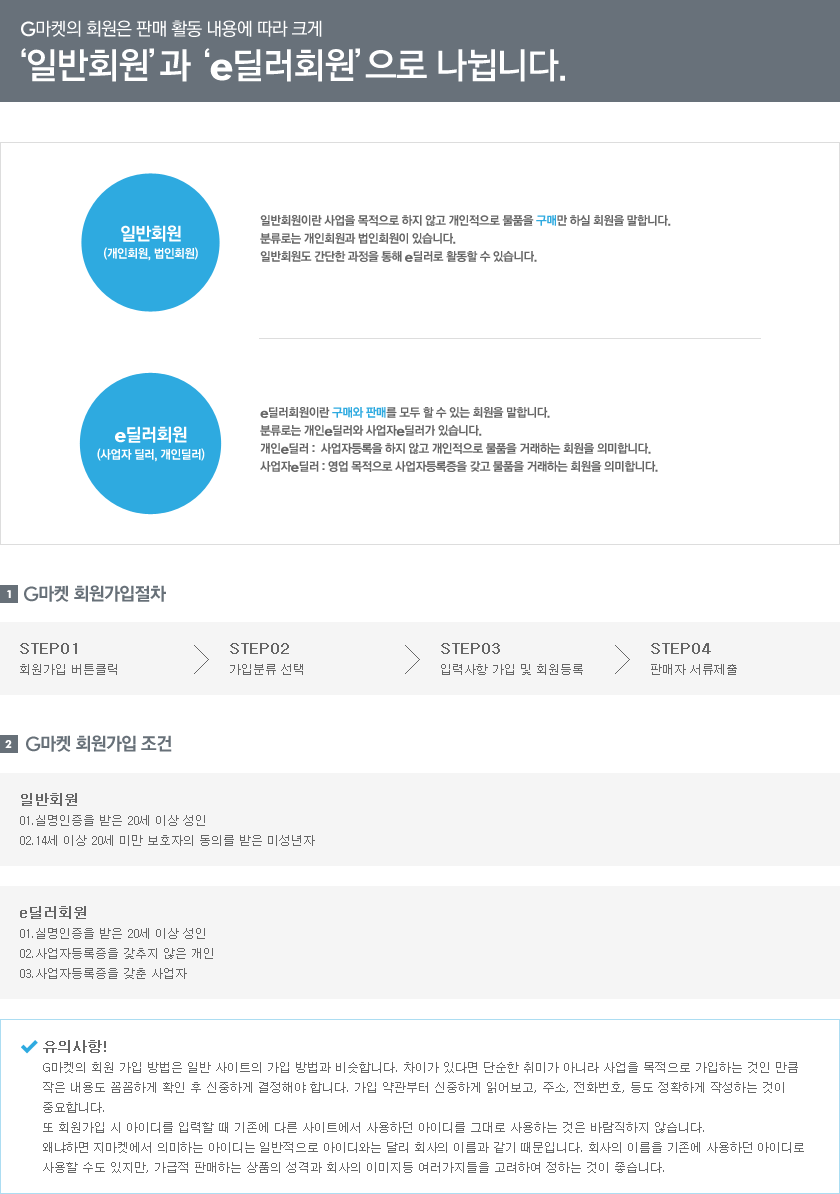 G마켓의 회원은 판매 활동 내용에 따라 크게
‘일반회원’과 ‘e딜러회원’으로 나뉩니다.
일반회원
(개인회원, 법인회원)
일반회원이란 사업을 목적으로 하지 않고 개인적으로 물품을 구매만 하실 회원을 말합니다.
분류로는 개인회원과 법인회원이 있습니다.
일반회원도 간단한 과정을 통해 e딜러로 활동할 수 있습니다.
e딜러회원
(사업자 딜러, 개인딜러)
e딜러회원이란 구매와 판매를 모두 할 수 있는 회원을 말합니다.
분류로는 개인e딜러와 사업자e딜러가 있습니다.
개인e딜러 : 사업자등록을 하지 않고 개인적으로 물품을 거래하는 회원을 의미합니다.
사업자e딜러 : 영업 목적으로 사업자등록증을 갖고 물품을 거래하는 회원을 의미합니다.
1 G마켓 회원가입절차
STEP01
회원가입 버튼클릭
STEP02
가입분류 선택
STEP03
입력사항 가입 및 회원등록
STEP04
판매자 서류제출
2 G마켓 회원가입 조건
일반회원
01.실명인증을 받은 20세 이상 성인
02.14세 이상 20세 미만 보호자의 동의를 받은 미성년자
e딜러회원
01.실명인증을 받은 20세 이상 성인
02.사업자등록증을 갗추지 않은 개인
03.사업자등록증을 갖춘 사업자
유의사항!
G마켓의 회원 가입 방법은 일반 사이트의 가입 방법과 비슷합니다. 차이가 있다면 단순한 취미가 아니라 사업을 목적으로 가입하는 것인 만큼
작은 내용도 꼼꼼하게 확인 후 신중하게 결정해야 합니다. 가입 약관부터 신중하게 읽어보고, 주소, 전화번호, 등도 정확하게 작성하는 것이
중요합니다.
또 회원가입 시 아이디를 입력할 때 기존에 다른 사이트에서 사용하던 아이디를 그대로 사용하는 것은 바람직하지 않습니다.
왜냐하면 지마켓에서 의미하는 아이디는 일반적으로 아이디와는 달리 회사의 이름과 같기 때문입니다. 회사의 이름을 기존에 사용하던 아이디로
사용할 수도 있지만, 가급적 판매하는 상품의 성격과 회사의 이미지등 여러가지들을 고려하여 정하는 것이 좋습니다.